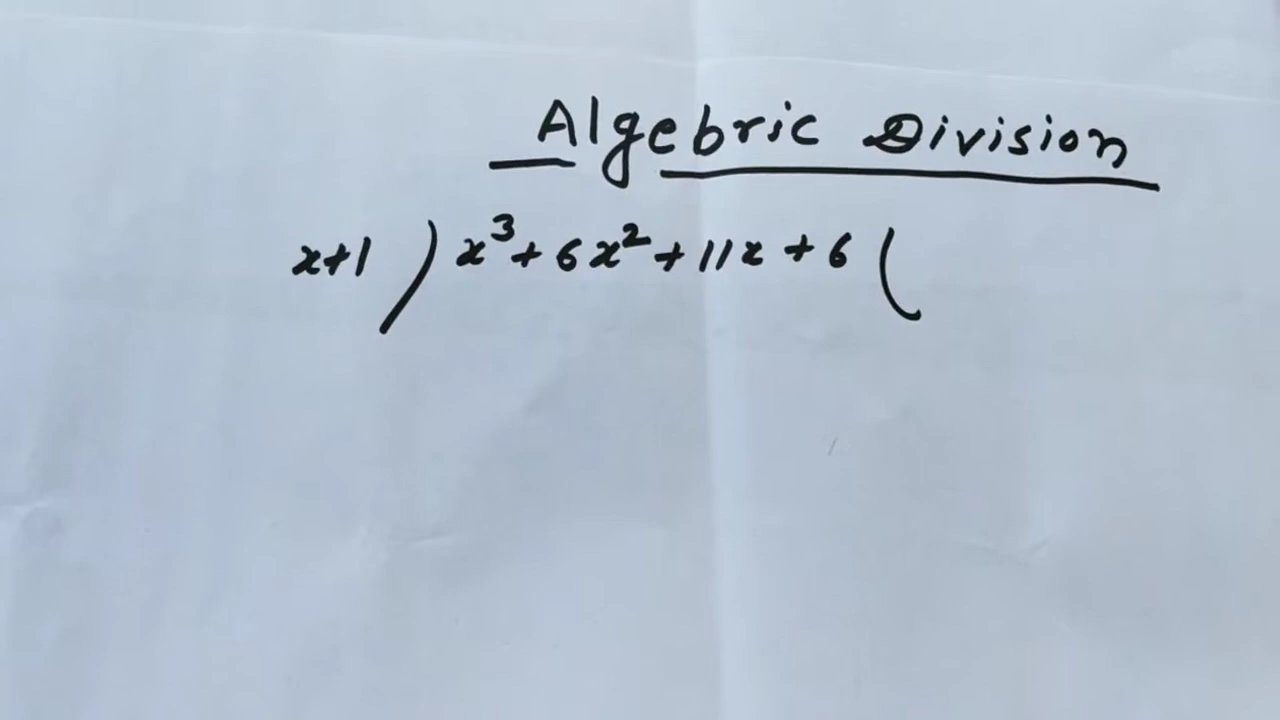 Algebric Division
x+1 ) x³ + 6x² + 11x + 6 (